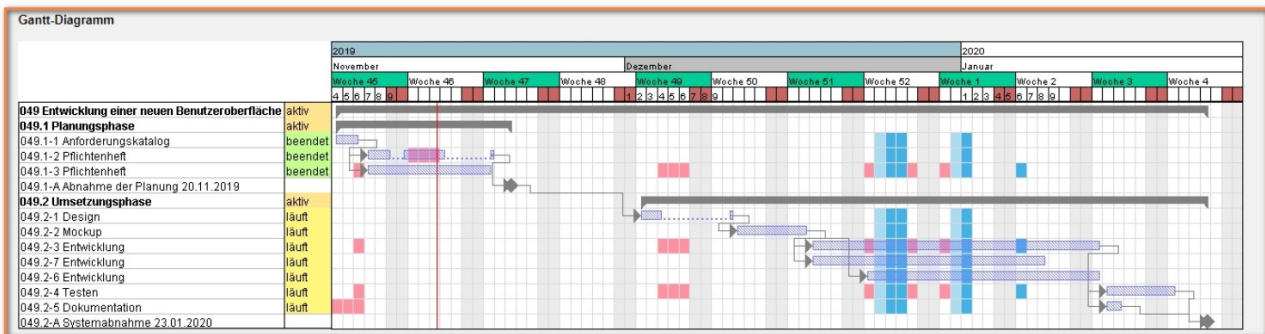 Gantt-Diagramm
2019 2020
November Dezember Januar
Woche 45 Woche 46 Woche 47 Woche 48 Woche 49 Woche 50 Woche 51 Woche 52 Woche 1 Woche 2 Woche 3 Woche 4
4 5 6 7 8 9 1 2 3 4 5 6 7 8 9 1 2 3 4 5 6 7 8 9
049 Entwicklung einer neuen Benutzeroberfläche aktiv
049.1 Planungsphase aktiv
049.1-1 Anforderungskatalog beendet
049.1-2 Pflichtenheft beendet
049.1-3 Pflichtenheft beendet
049.1-A Abnahme der Planung 20.11.2019
049.2 Umsetzungsphase aktiv
049.2-1 Design läuft
049.2-2 Mockup läuft
049.2-3 Entwicklung läuft
049.2-7 Entwicklung läuft
049.2-6 Entwicklung läuft
049.2-4 Testen läuft
049.2-5 Dokumentation läuft
049.2-A Systemabnahme 23.01.2020